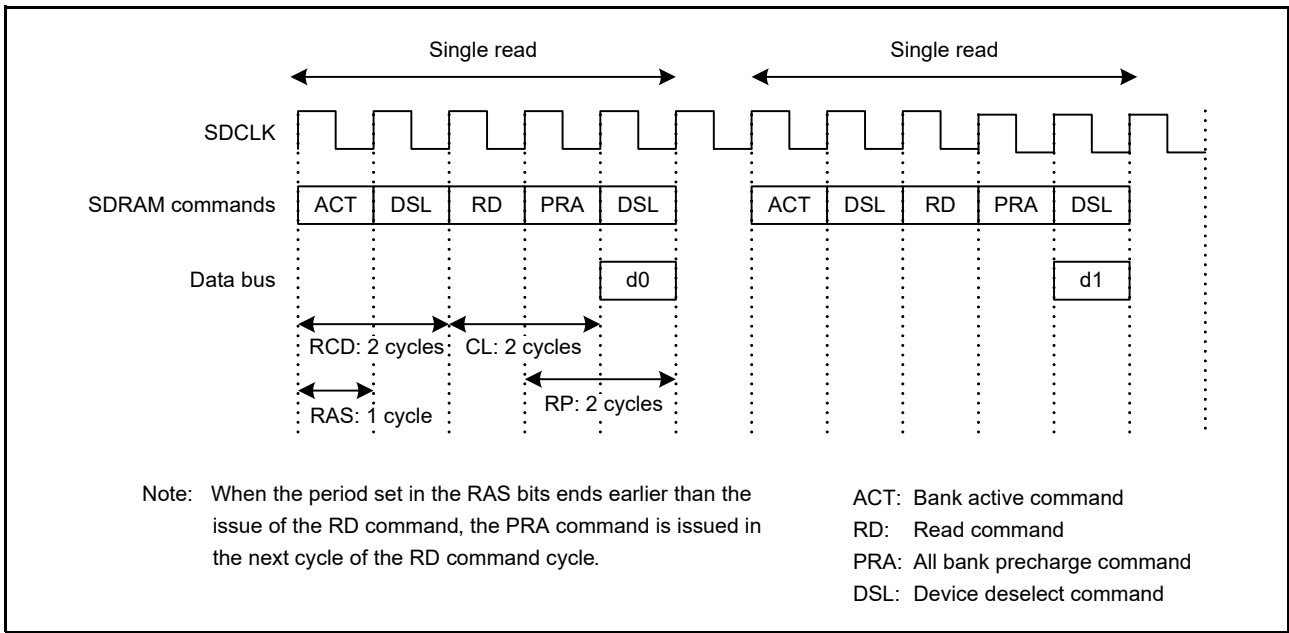 Single read Single read
SDCLK
SDRAM commands ACT DSL RD PRA DSL ACT DSL RD PRA DSL
Data bus d0 d1
RCD: 2 cycles CL: 2 cycles
RAS: 1 cycle RP: 2 cycles
Note: When the period set in the RAS bits ends earlier than the
issue of the RD command, the PRA command is issued in
the next cycle of the RD command cycle.
ACT: Bank active command
RD: Read command
PRA: All bank precharge command
DSL: Device deselect command